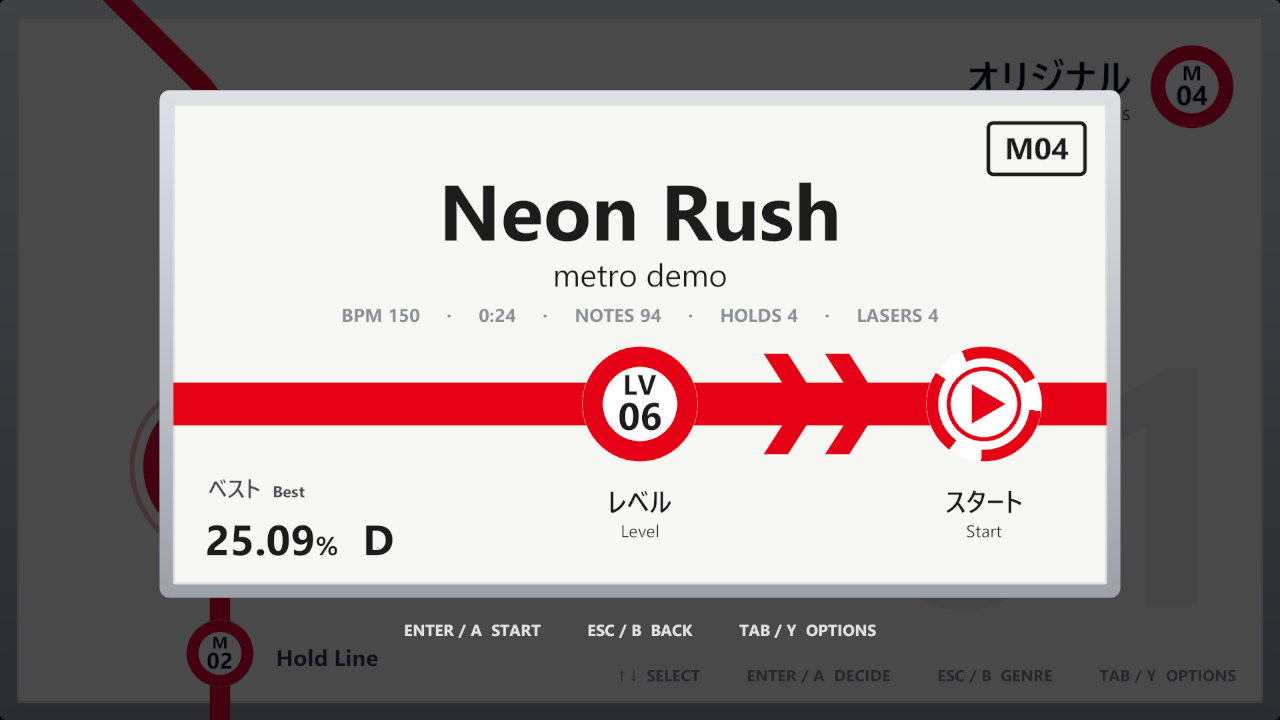 オリジナル
M
04
M04
Neon Rush
metro demo
BPM 150 · 0:24 · NOTES 94 · HOLDS 4 · LASERS 4
LV
06
ベスト Best
25.09% D
レベル
Level
スタート
Start
ENTER / A START ESC / B BACK TAB / Y OPTIONS
M
02
Hold Line
↑ ↓ SELECT ENTER / A DECIDE ESC / B GENRE TAB / Y OPTIONS